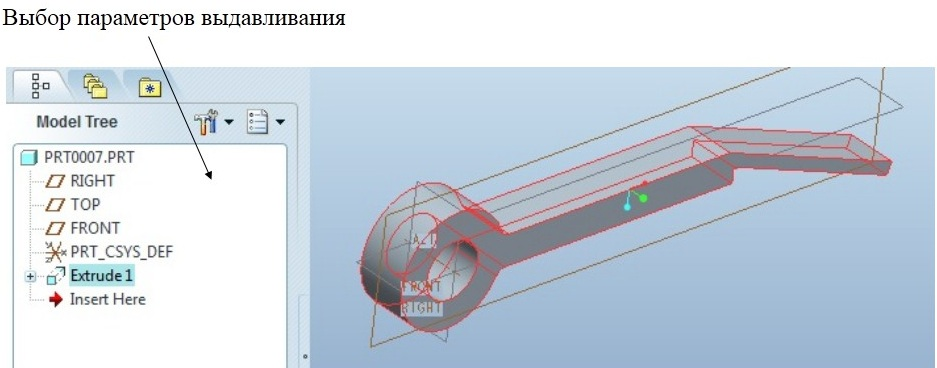 Выбор параметров выдавливания
Model Tree
PRT0007.PRT
RIGHT
TOP
FRONT
PRT_CSYS_DEF
Extrude 1
Insert Here
FRONT
RIGHT